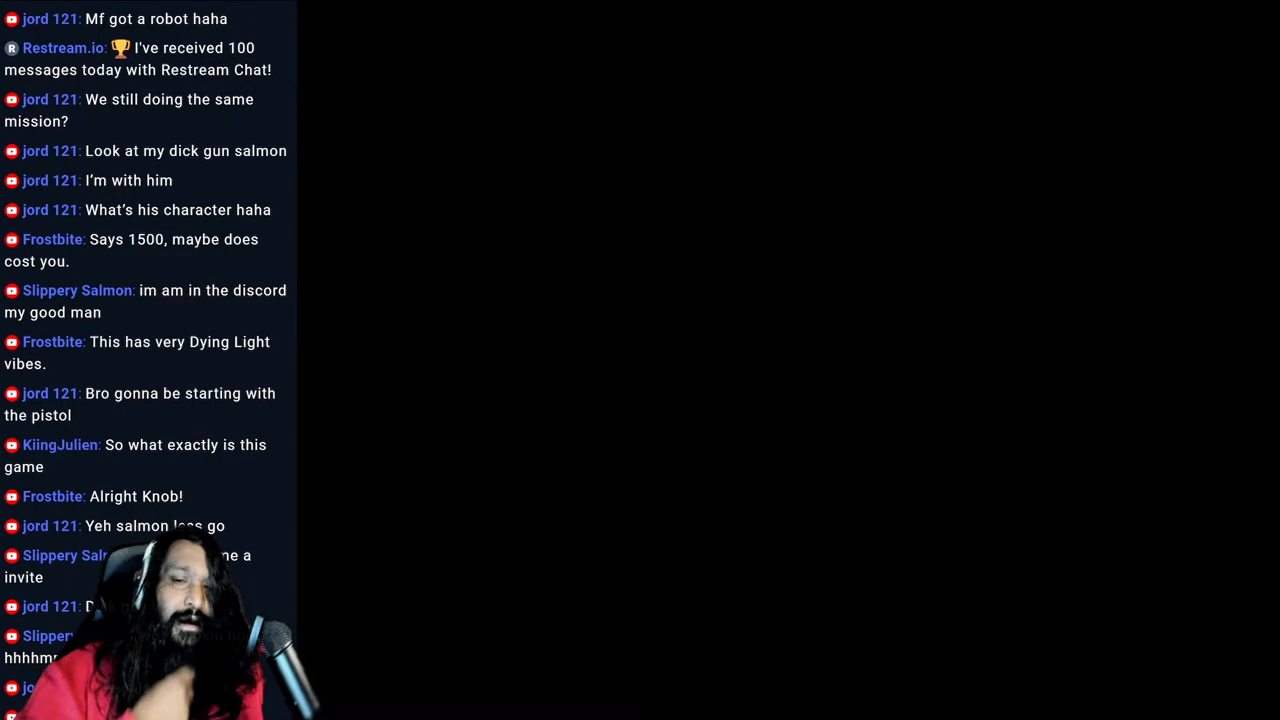 jord 121: Mf got a robot haha
Restream.io: 🏆 I've received 100
messages today with Restream Chat!
jord 121: We still doing the same
mission?
jord 121: Look at my dick gun salmon
jord 121: I’m with him
jord 121: What’s his character haha
Frostbite: Says 1500, maybe does
cost you.
Slippery Salmon: im am in the discord
my good man
Frostbite: This has very Dying Light
vibes.
jord 121: Bro gonna be starting with
the pistol
KiingJulien: So what exactly is this
game
Frostbite: Alright Knob!
jord 121: Yeh salmon less go
Slippery a
invite
jord 121: